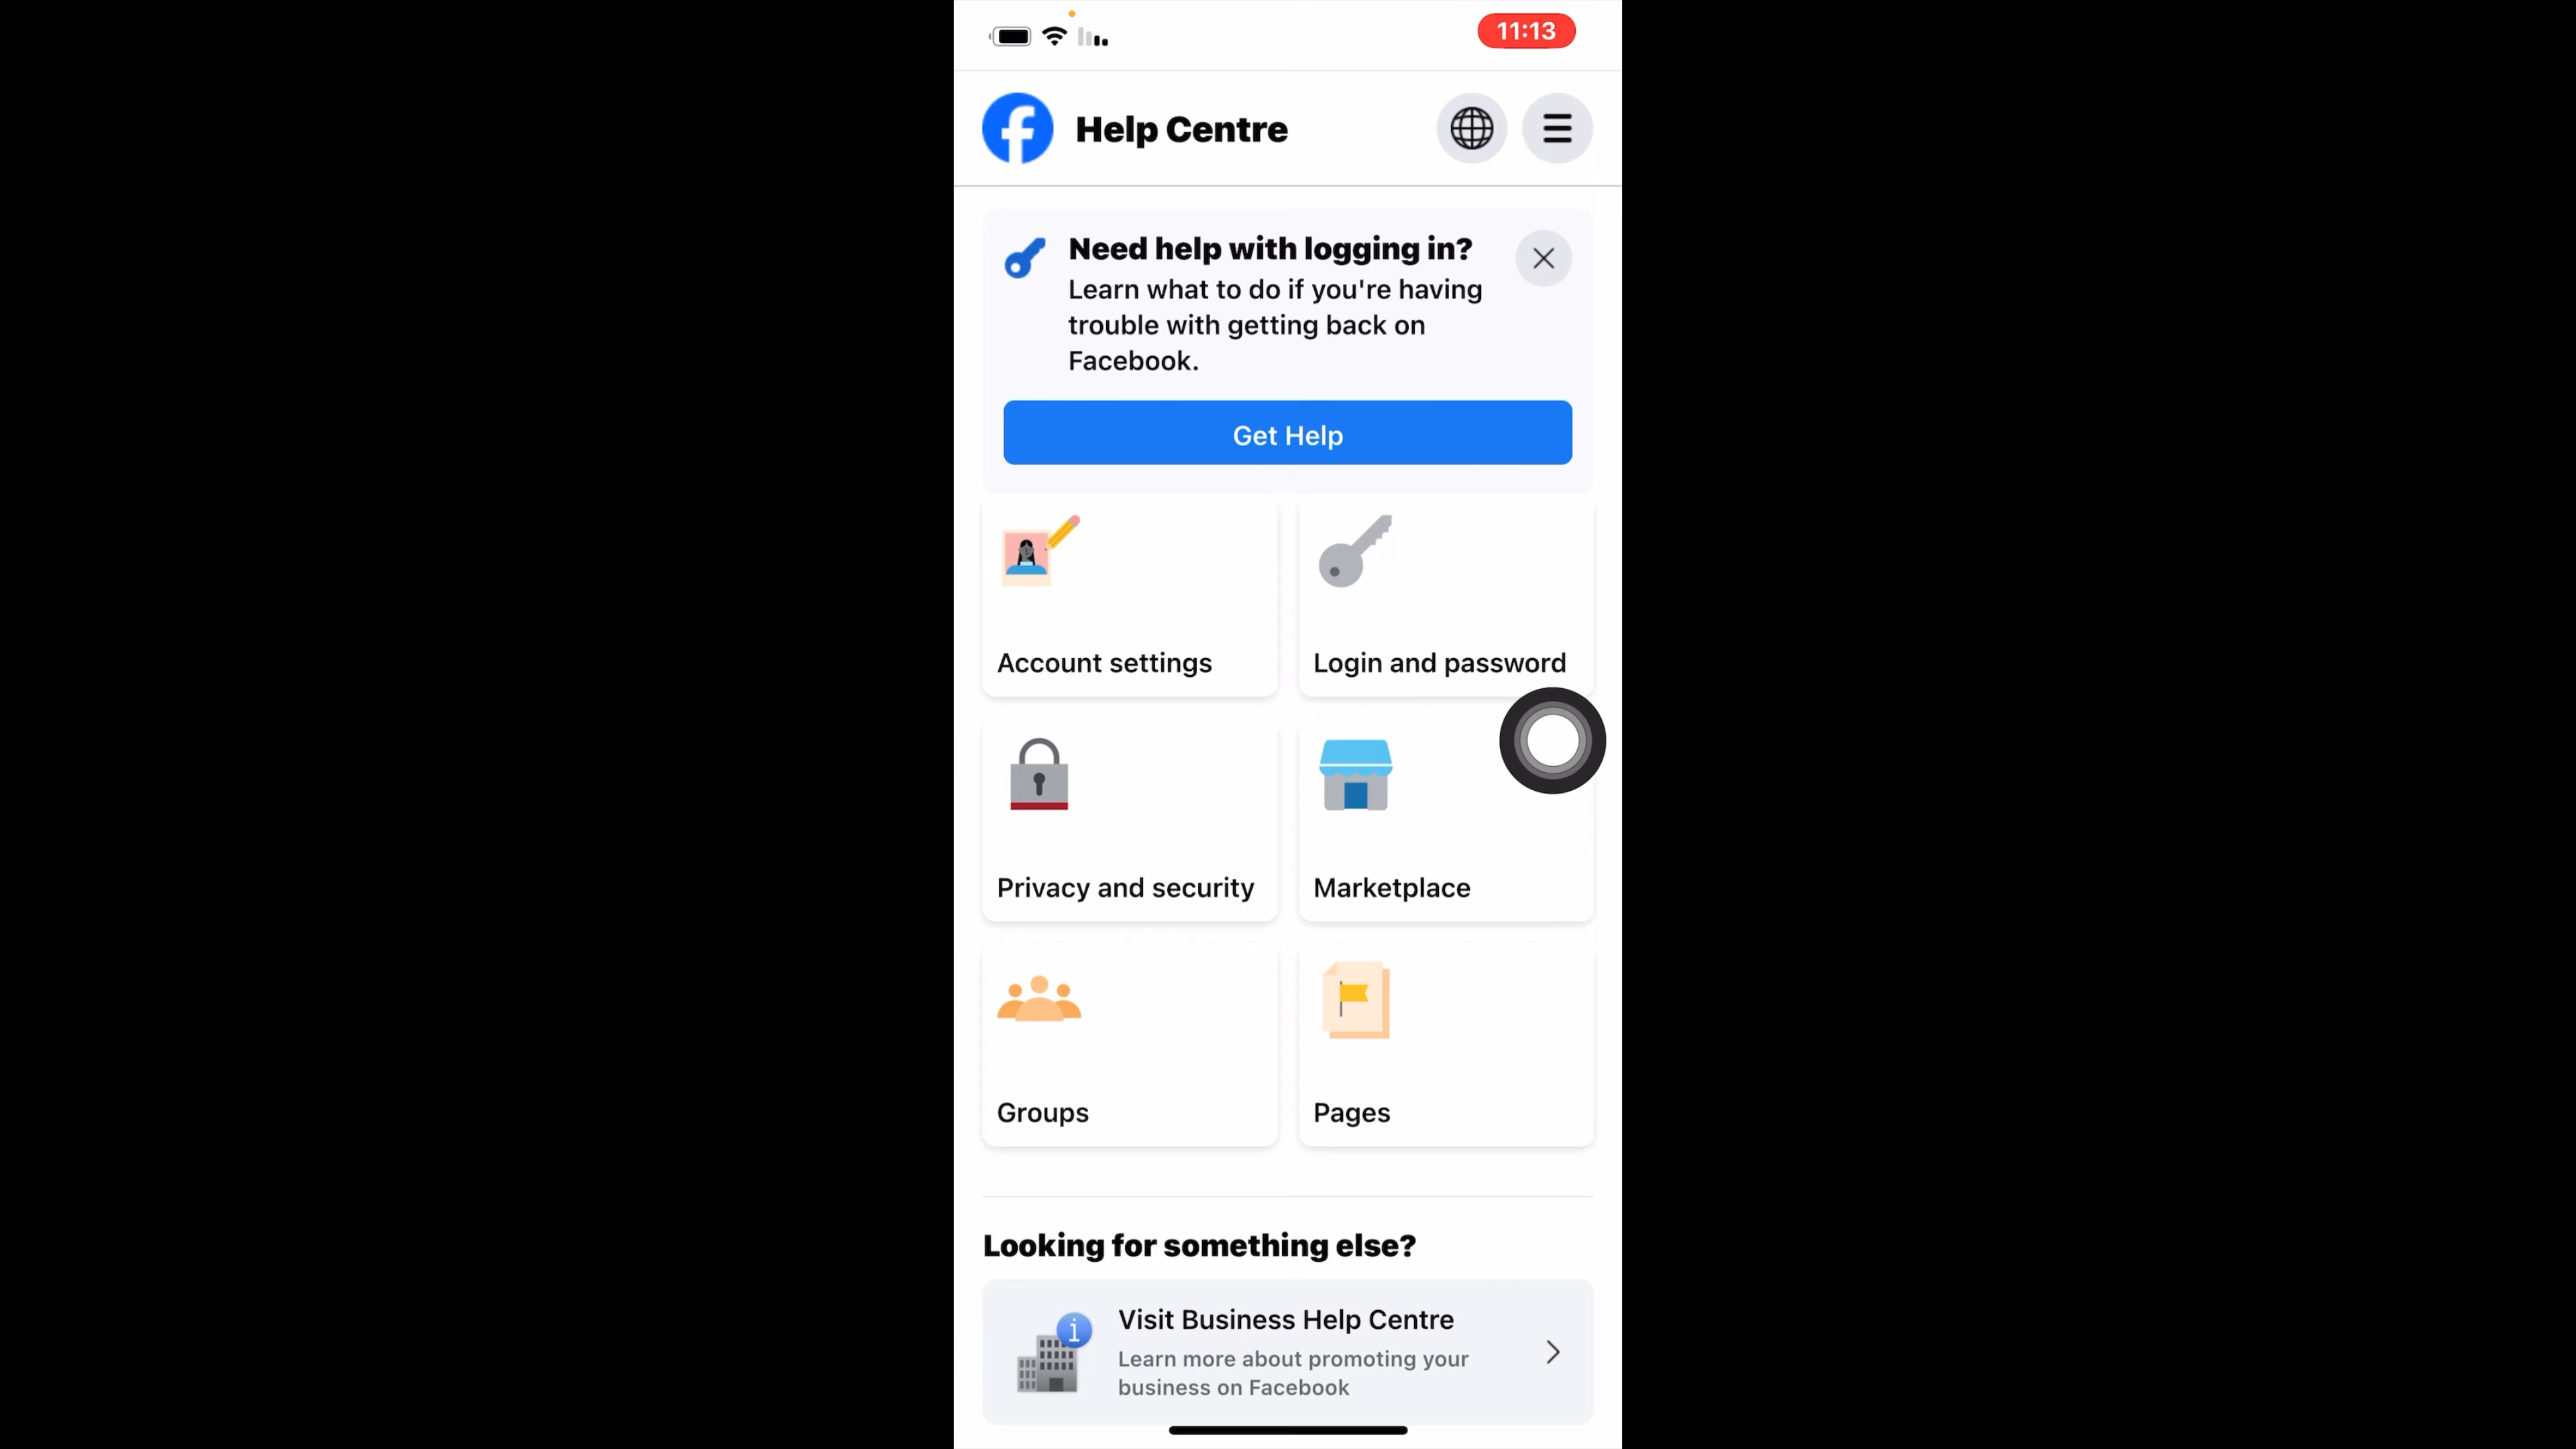 11:13
Help Centre
Need help with logging in?
Learn what to do if you're having
trouble with getting back on
Facebook.
Get Help
Account settings
Login and password
Privacy and security
Marketplace
Groups
Pages
Looking for something else?
Visit Business Help Centre
Learn more about promoting your
business on Facebook